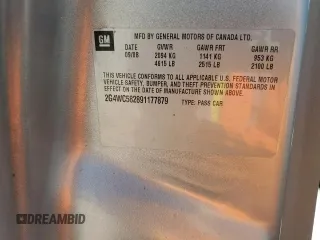 GM
MFD BY GENERAL MOTORS OF CANADA LTD.
DATE GVWR GAWR FRT GAWR RR
09/08 2094 KG 1141 KG 953 KG
4615 LB 2515 LB 2100 LB
THIS VEHICLE CONFORMS TO ALL APPLICABLE U.S. FEDERAL MOTOR
VEHICLE SAFETY, BUMPER, AND THEFT PREVENTION STANDARDS IN
EFFECT ON THE DATE OF MANUFACTURE SHOWN ABOVE.
2G4WC582891177679 TYPE: PASS CAR
DREAMBID